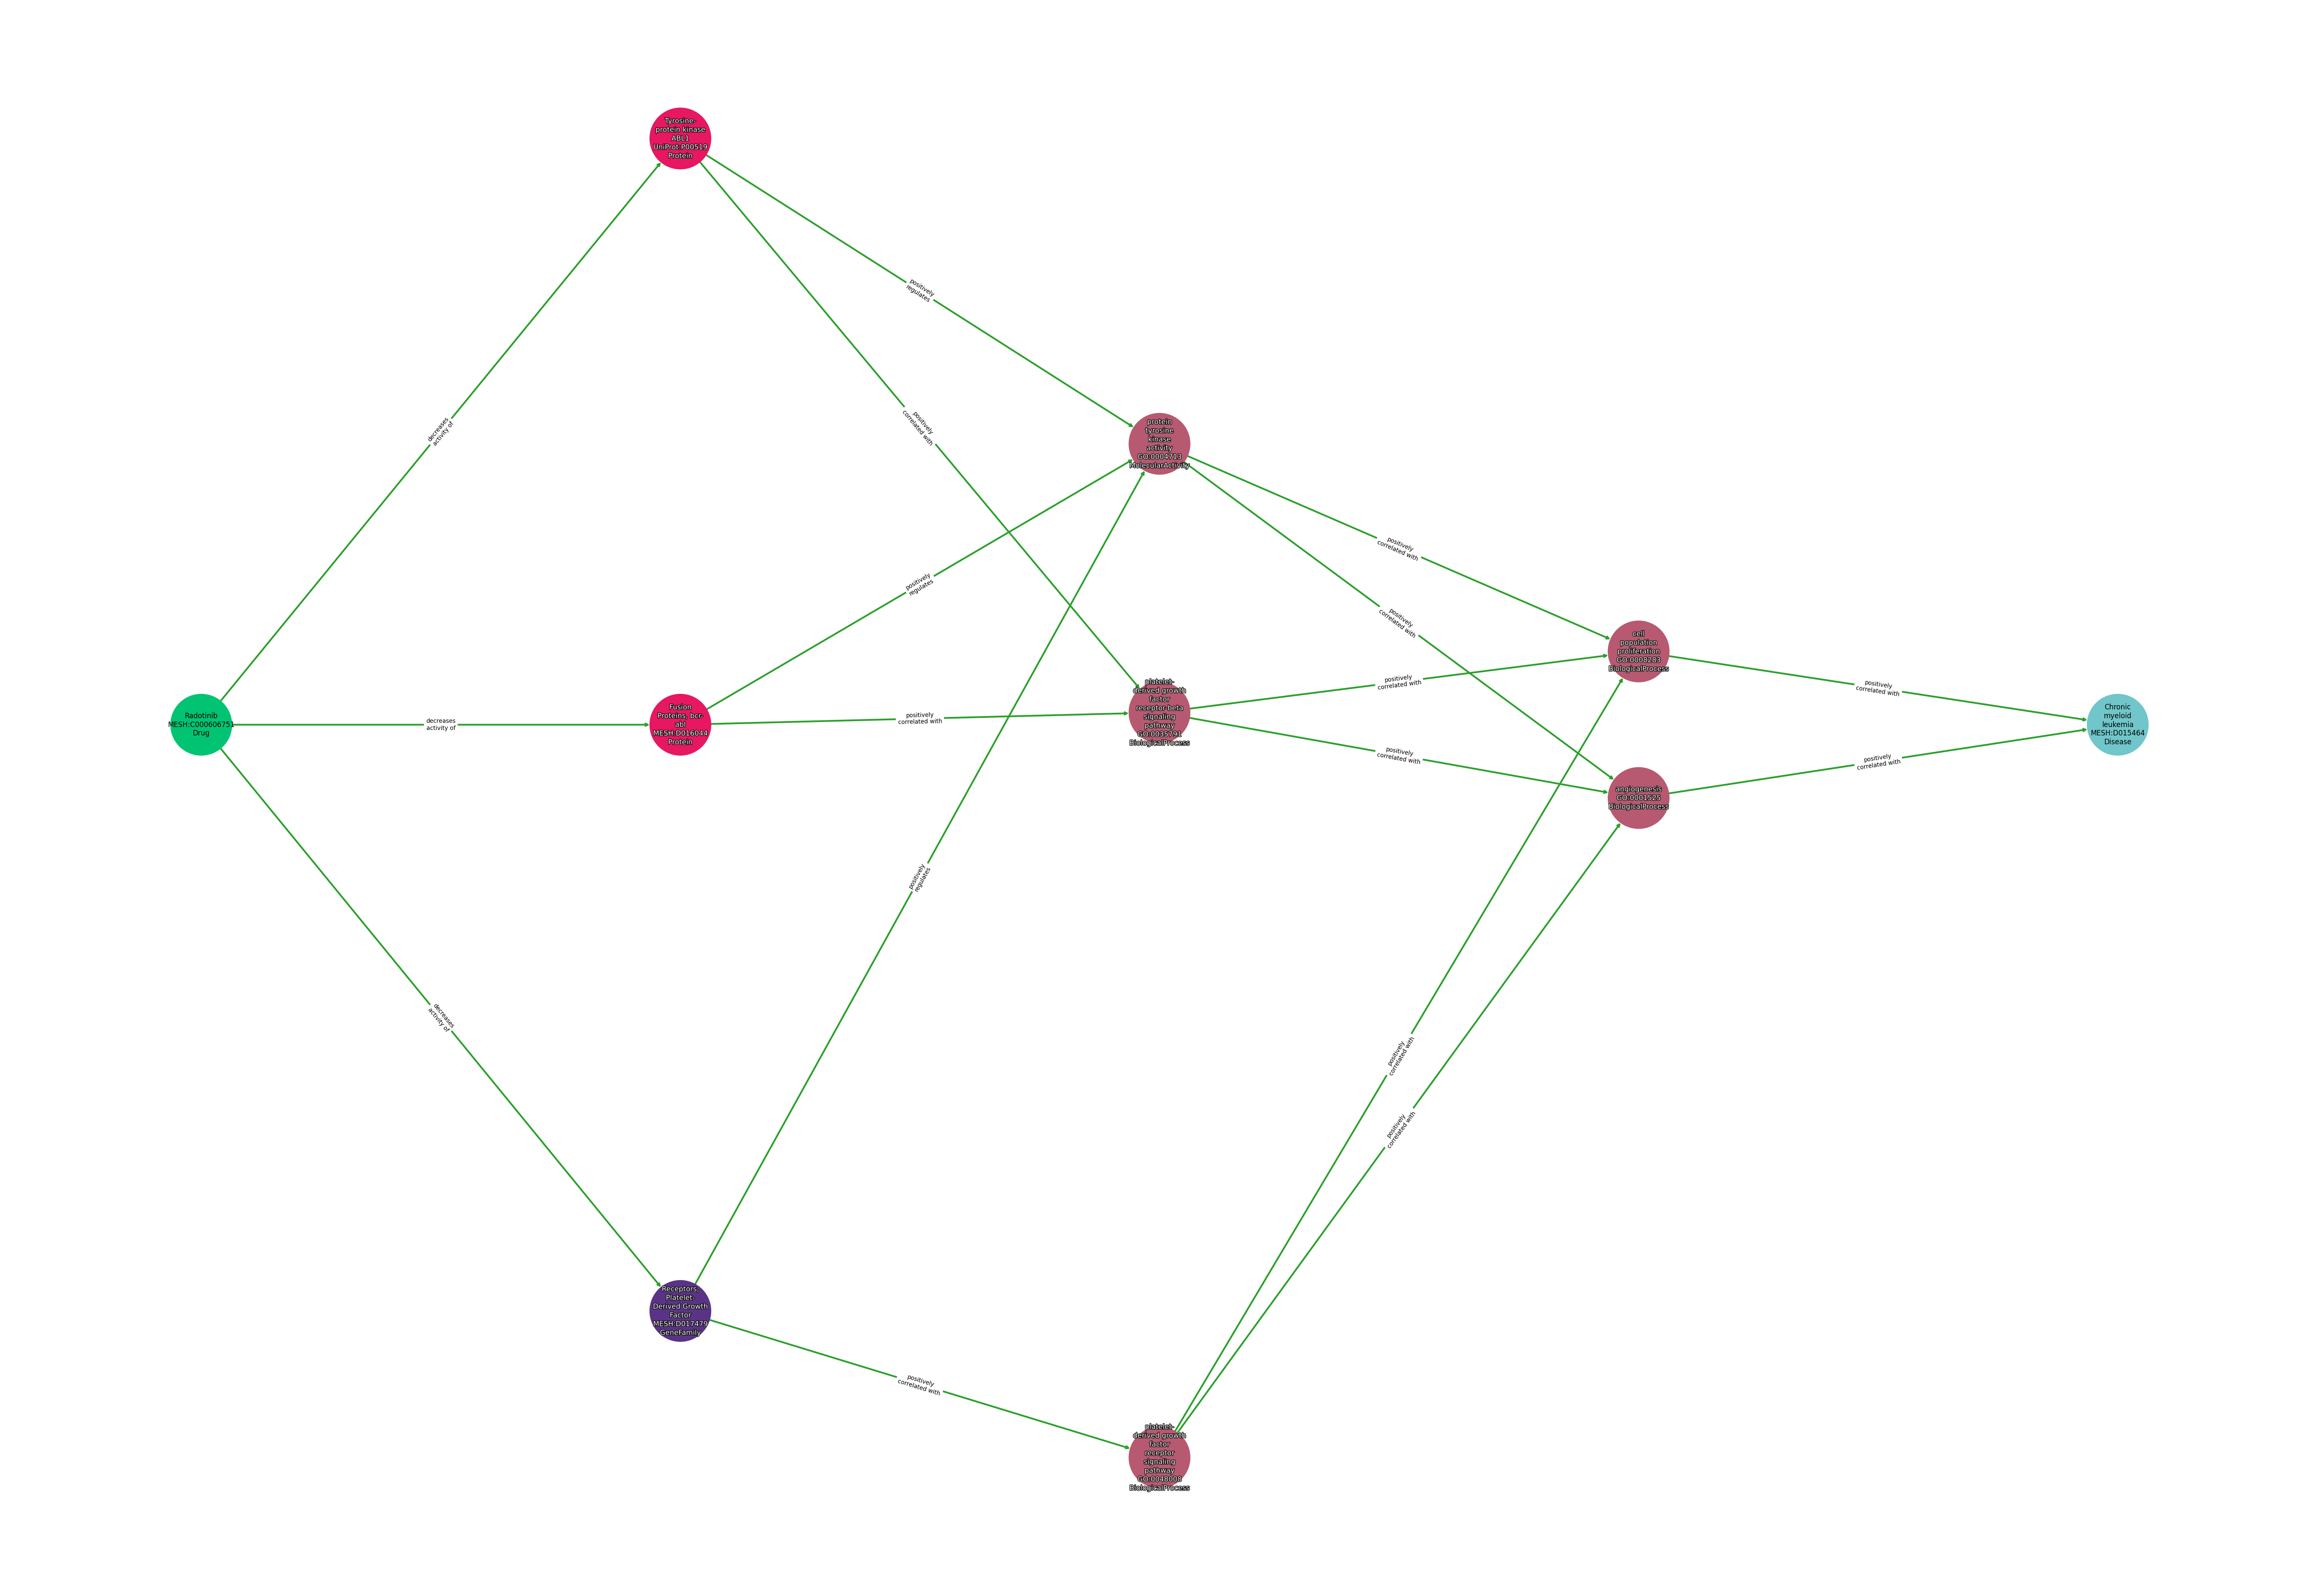 Tyrosine-
protein kinase
ABL1
UniProt:P00519
Protein
positively
regulates
decreases
activity of
positively
correlated with
protein
tyrosine
kinase
activity
GO:0004713
MolecularActivity
positively
correlated with
positively
regulates
positively
correlated with
cell
population
proliferation
GO:0008283
BiologicalProcess
positively
correlated with
Radotinib
MESH:C000606751
Drug
decreases
activity of
Fusion
Proteins, bcr-
abl
MESH:D016044
Protein
positively
correlated with
platelet-
derived growth
factor
receptor-beta
signaling
pathway
GO:0035791
BiologicalProcess
positively
correlated with
positively
correlated with
Chronic
myeloid
leukemia
MESH:D015464
Disease
positively
correlated with
angiogenesis
GO:0001525
BiologicalProcess
positively
regulates
decreases
activity of
positively
correlated with
positively
correlated with
Receptors,
Platelet-
Derived Growth
Factor
MESH:D017479
GeneFamily
positively
correlated with
platelet-
derived growth
factor
receptor
signaling
pathway
GO:0048008
BiologicalProcess